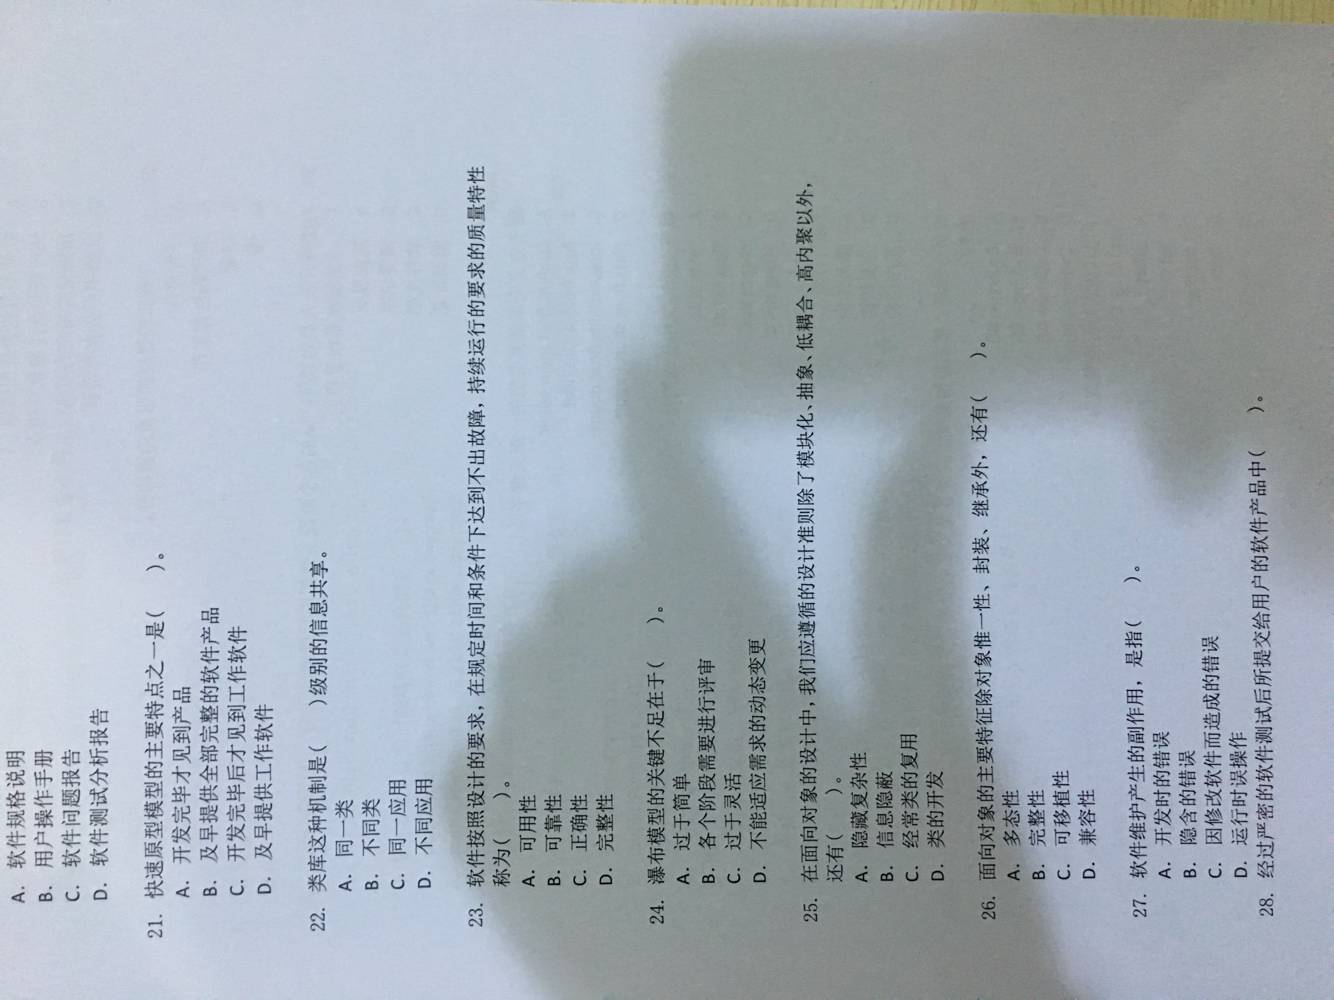 A. 软件规格说明
B. 用户操作手册
C. 软件问题报告
D. 软件测试分析报告
21. 快速原型模型的主要特点之一是(　　)。
A. 开发完毕才见到产品
B. 及早提供全部完整的软件产品
C. 开发完毕后才见到工作软件
D. 及早提供工作软件
22. 类库这种机制是(　　)级别的信息共享。
A. 同一类
B. 不同类
C. 同一应用
D. 不同应用
23. 软件按照设计的要求，在规定时间和条件下达到不出故障，持续运行的要求的质量特性
称为(　　)。
A. 可用性
B. 可靠性
C. 正确性
D. 完整性
24. 瀑布模型的关键不足在于(　　)。
A. 过于简单
B. 各个阶段需要进行评审
C. 过于灵活
D. 不能适应需求的动态变更
25. 在面向对象的设计中，我们应遵循的设计准则除了模块化、抽象、低耦合、高内聚以外，
还有(　　)。
A. 隐藏复杂性
B. 信息隐蔽
C. 经常类的复用
D. 类的开发
26. 面向对象的主要特征除对象惟一性、封装、继承外，还有(　　)。
A. 多态性
B. 完整性
C. 可移植性
D. 兼容性
27. 软件维护产生的副作用，是指(　　)。
A. 开发时的错误
B. 隐含的错误
C. 因修改软件而造成的错误
D. 运行时误操作
28. 经过严密的软件测试后所提交给用户的软件产品中(　　)。